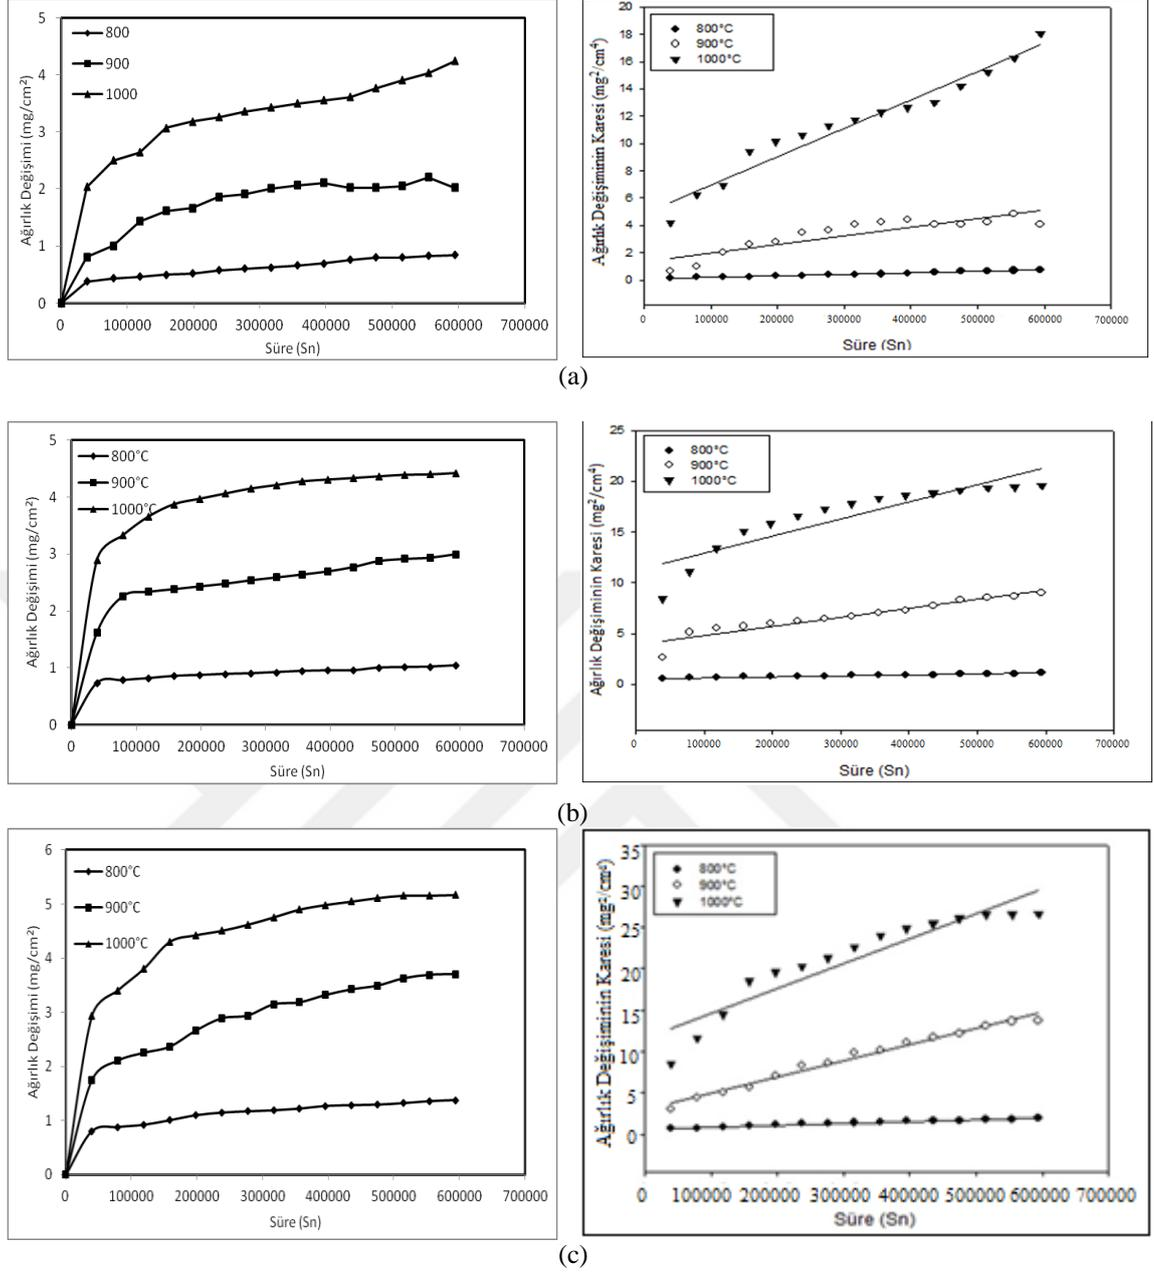 5
4
3
2
1
0
Ağırlık Değişimi (mg/cm²)
800
900
1000
0 100000 200000 300000 400000 500000 600000 700000
Süre (Sn)
20
18
16
14
12
10
8
6
4
2
0
Ağırlık Değişiminin Karesi (mg²/cm⁴)
800°C
900°C
1000°C
0 100000 200000 300000 400000 500000 600000 700000
Süre (Sn)
(a)
5
4
3
2
1
0
Ağırlık Değişimi (mg/cm²)
800°C
900°C
1000°C
0 100000 200000 300000 400000 500000 600000 700000
Süre (Sn)
25
20
15
10
5
0
Ağırlık Değişiminin Karesi (mg²/cm⁴)
800°C
900°C
1000°C
0 100000 200000 300000 400000 500000 600000 700000
Süre (Sn)
(b)
6
5
4
3
2
1
0
Ağırlık Değişimi (mg/cm²)
800°C
900°C
1000°C
0 100000 200000 300000 400000 500000 600000 700000
Süre (Sn)
35
30
25
20
15
10
5
0
Ağırlık Değişiminin Karesi (mg²/cm⁴)
800°C
900°C
1000°C
0 100000 200000 300000 400000 500000 600000 700000
Süre (Sn)
(c)